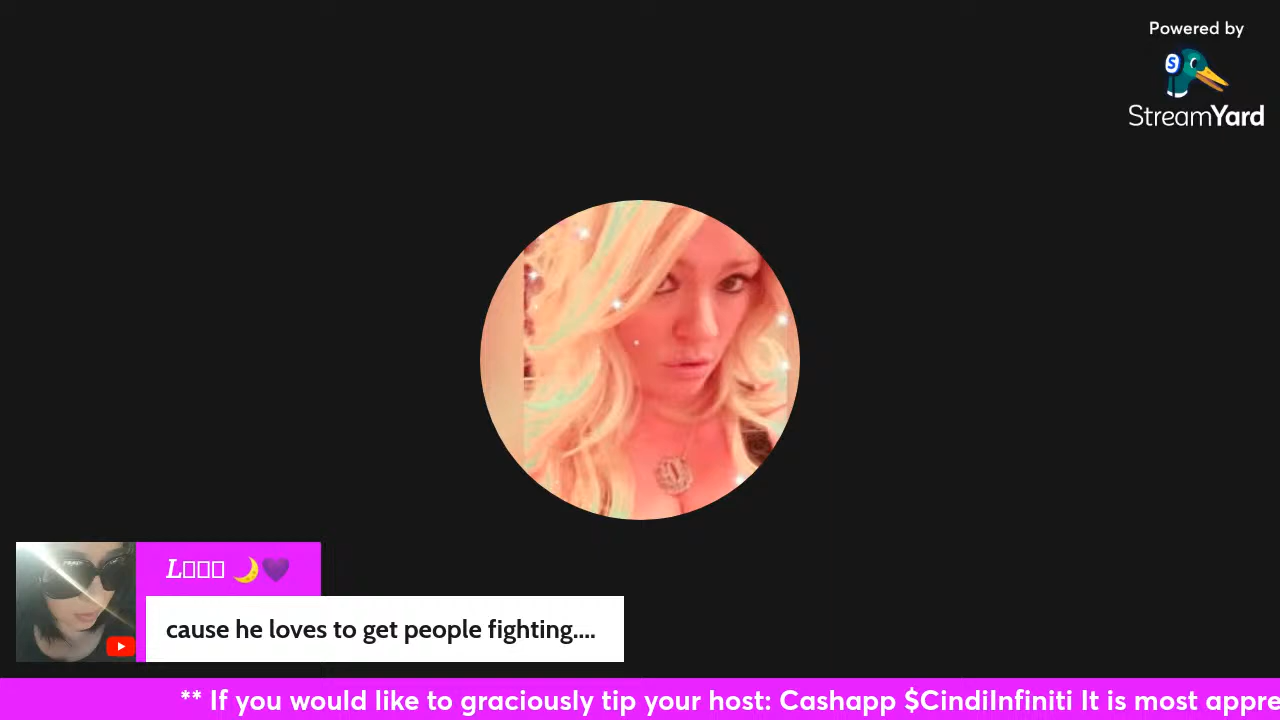 Powered by
S
StreamYard
L▯▯▯ 🌙💜
cause he loves to get people fighting....
** If you would like to graciously tip your host: Cashapp $CindiInfiniti It is most appre